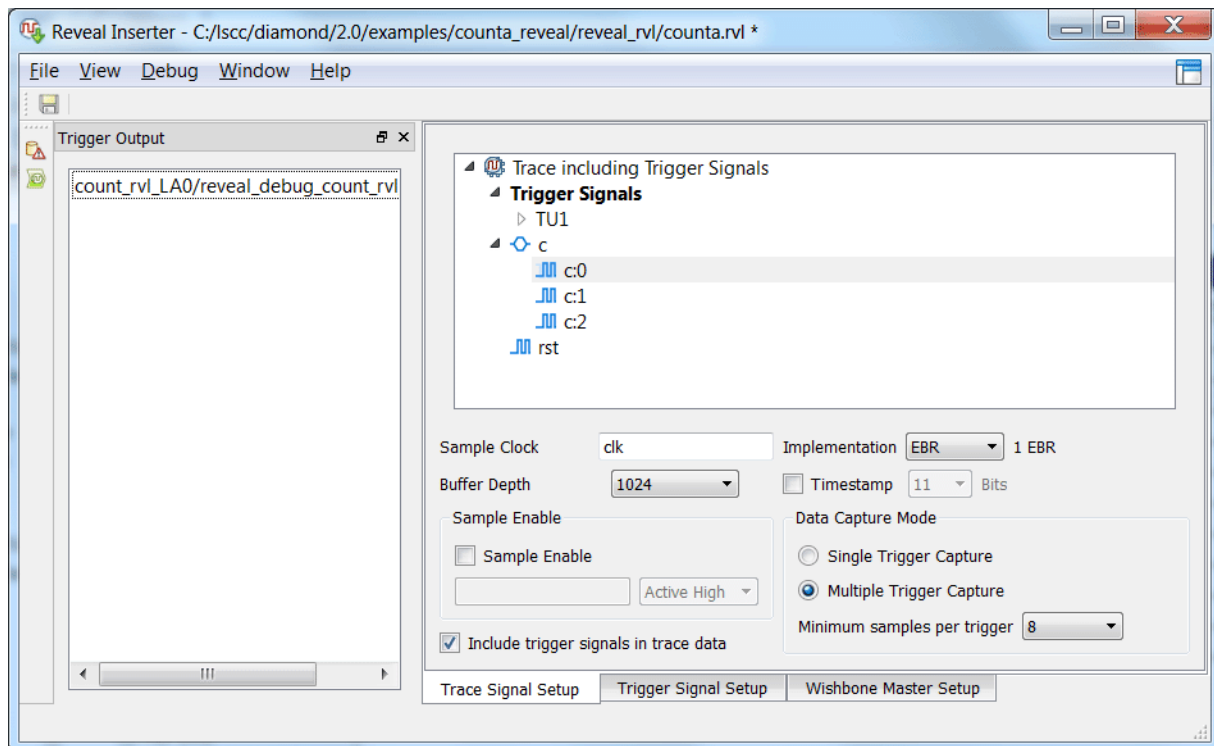 Reveal Inserter - C:/lscc/diamond/2.0/examples/counta_reveal/reveal_rvl/counta.rvl *
File View Debug Window Help
Trigger Output
count_rvl_LA0/reveal_debug_count_rvl
Trace including Trigger Signals
Trigger Signals
TU1
c
c:0
c:1
c:2
rst
Sample Clock clk Implementation EBR 1 EBR
Buffer Depth 1024 Timestamp 11 Bits
Sample Enable Data Capture Mode
Sample Enable Single Trigger Capture
Active High Multiple Trigger Capture
Minimum samples per trigger 8
Include trigger signals in trace data
Trace Signal Setup Trigger Signal Setup Wishbone Master Setup